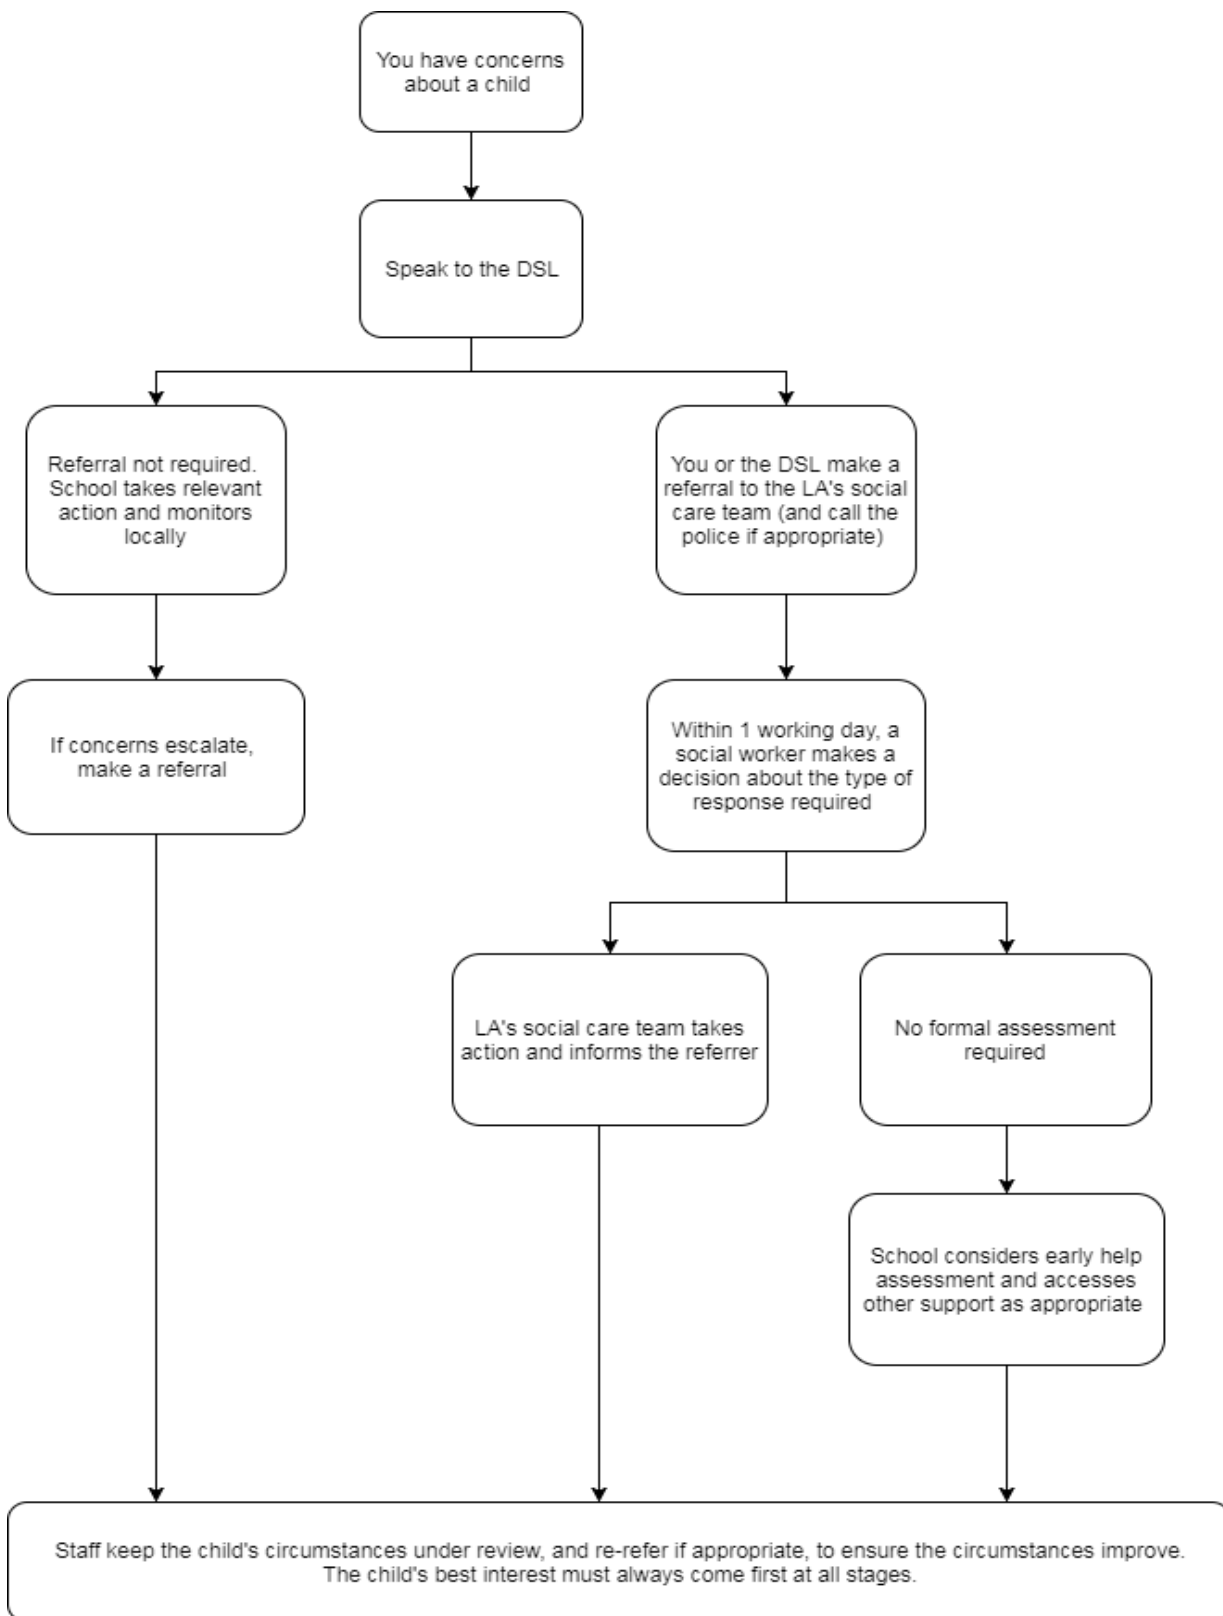 You have concerns
about a child
Speak to the DSL
Referral not required.
School takes relevant
action and monitors
locally
You or the DSL make a
referral to the LA's social
care team (and call the
police if appropriate)
If concerns escalate,
make a referral
Within 1 working day, a
social worker makes a
decision about the type of
response required
LA's social care team takes
action and informs the referrer
No formal assessment
required
School considers early help
assessment and accesses
other support as appropriate
Staff keep the child's circumstances under review, and re-refer if appropriate, to ensure the circumstances improve.
The child's best interest must always come first at all stages.